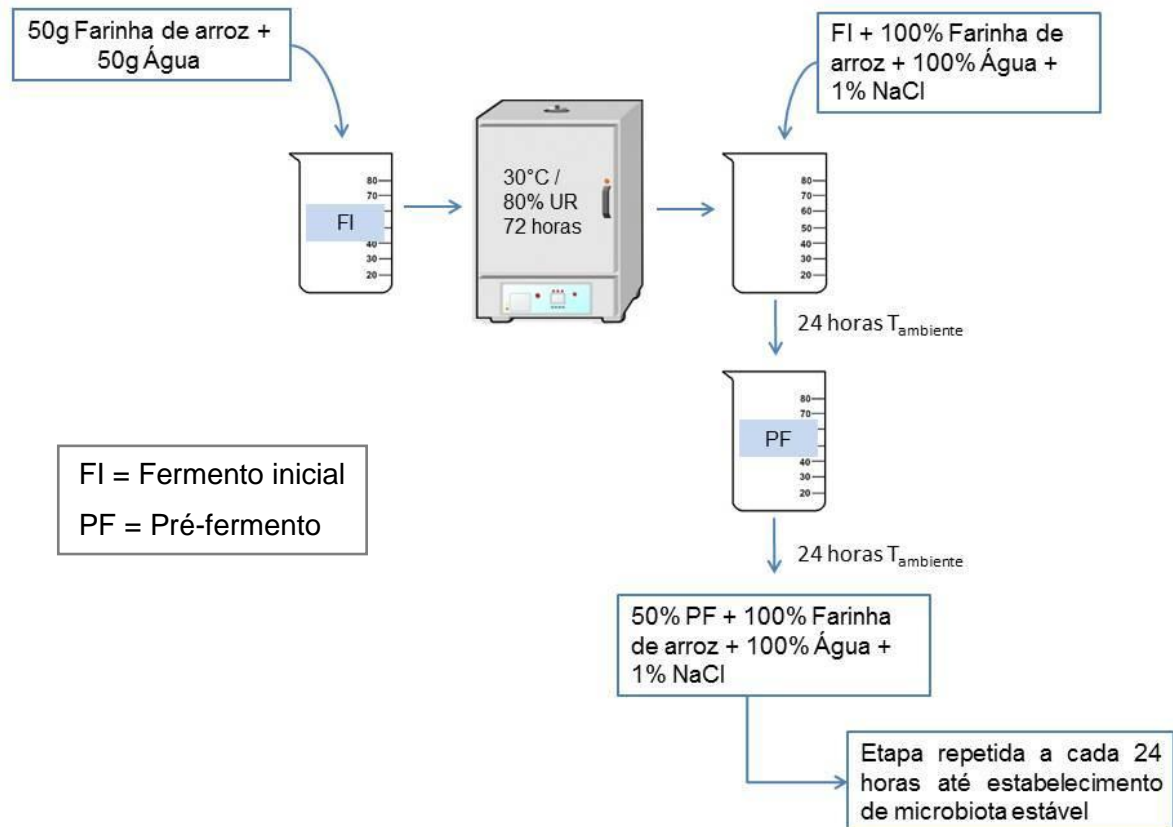 50g Farinha de arroz +
50g Água
FI + 100% Farinha de
arroz + 100% Água +
1% NaCl
80
70
FI
40
30
20
30°C /
80% UR
72 horas
80
70
60
50
40
30
20
24 horas Tambiente
80
70
PF
40
30
20
FI = Fermento inicial
PF = Pré-fermento
24 horas Tambiente
50% PF + 100% Farinha
de arroz + 100% Água +
1% NaCl
Etapa repetida a cada 24
horas até estabelecimento
de microbiota estável